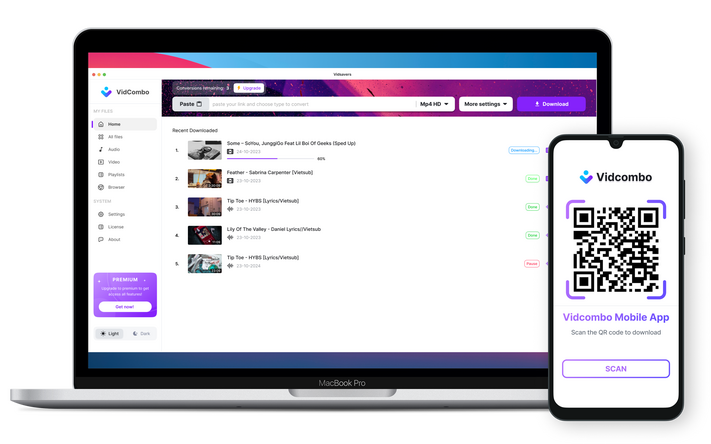 Vidsavers
VidCombo
Conversions remaining: 5
Upgrade
Paste
paste your link and choose type to convert
Mp4 HD
More settings
Download
MY FILES
Home
All files
Audio
Video
Playlists
Browser
SYSTEM
Settings
License
About
PREMIUM
Upgrade to premium to get access all features!
Get now!
Light
Dark
Recent Downloaded
1.
Some - SoYou, JunggiGo Feat Lil Boi Of Geeks (Sped Up)
24-10-2023
40%
Downloading...
2.
Feather - Sabrina Carpenter [Vietsub]
23-10-2023
Done
3.
Tip Toe - HYBS [Lyrics/Vietsub]
23-10-2023
Done
4.
Lily Of The Valley - Daniel Lyrics//Vietsub
23-10-2023
Done
5.
Tip Toe - HYBS [Lyrics/Vietsub]
23-10-2024
Pause
MacBook Pro
Vidcombo
Vidcombo Mobile App
Scan the QR code to download
SCAN